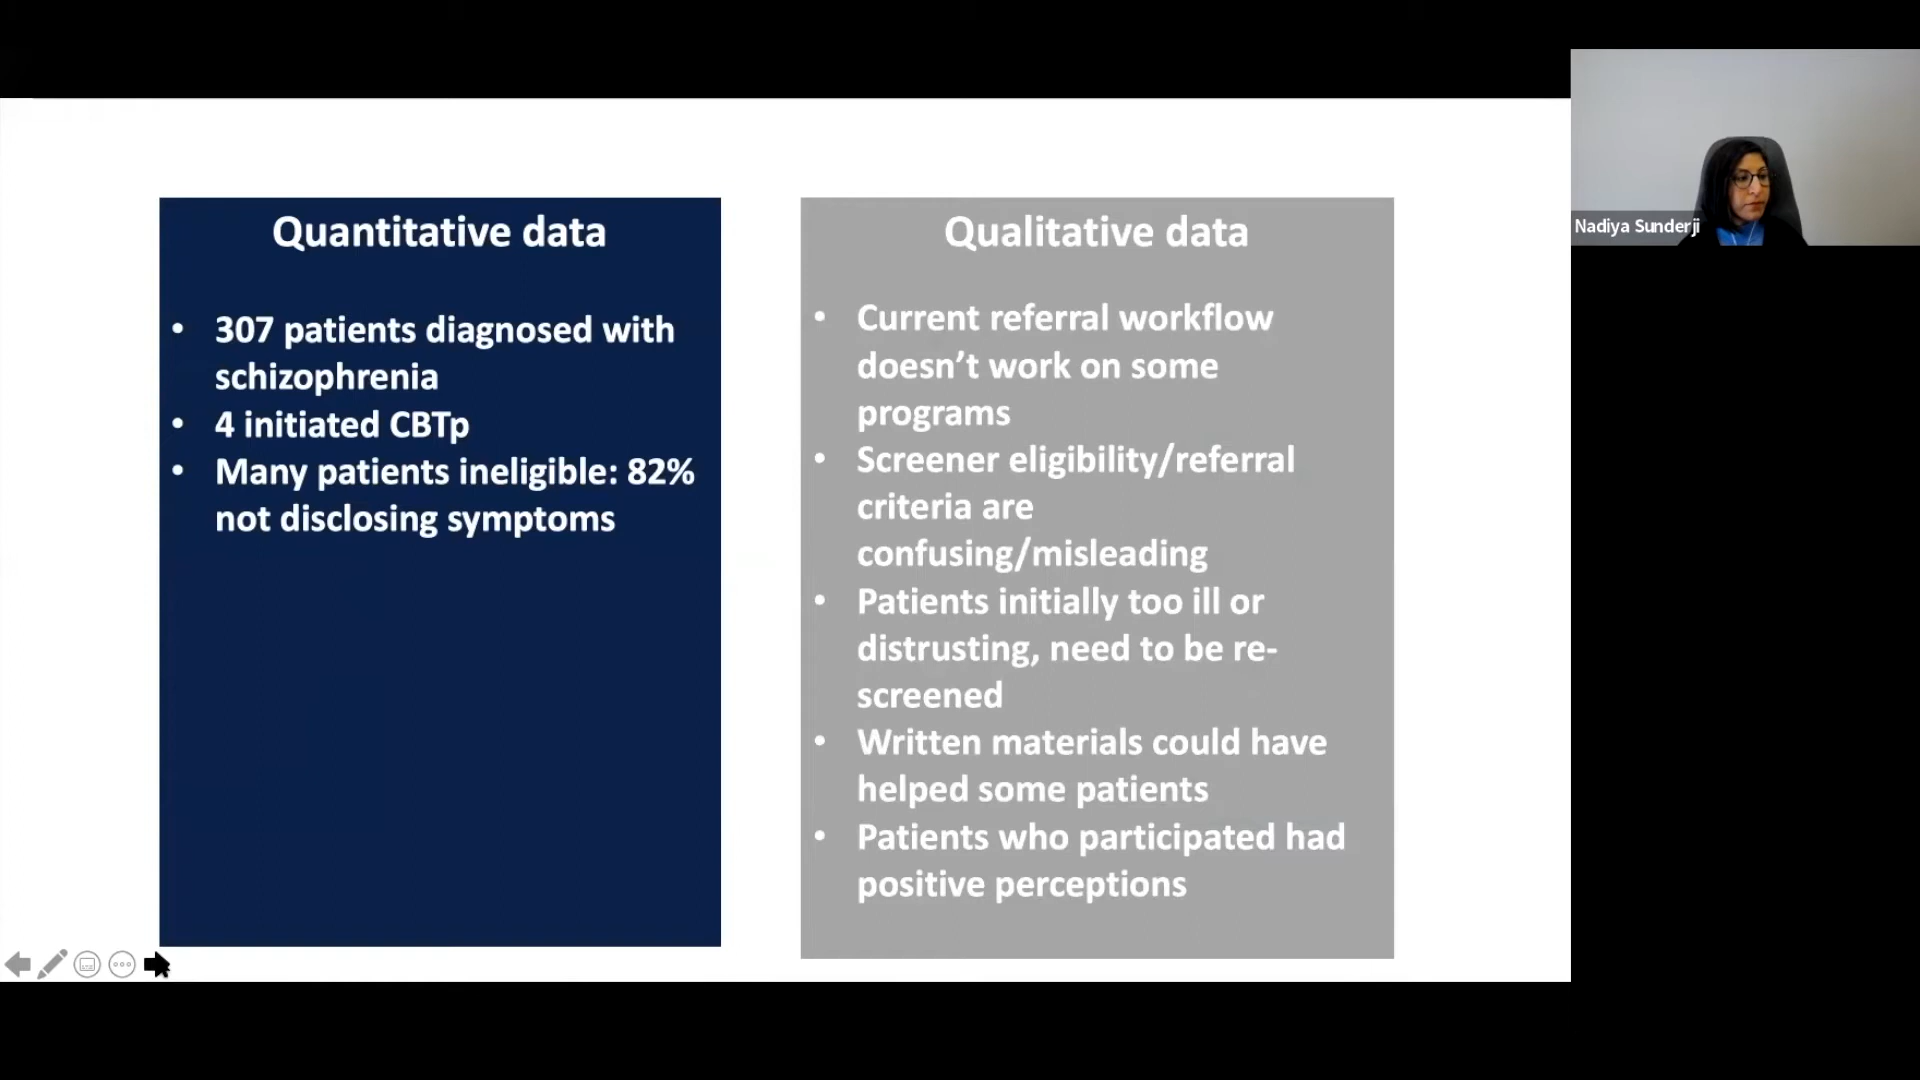 Quantitative data
• 307 patients diagnosed with
schizophrenia
• 4 initiated CBTp
• Many patients ineligible: 82%
not disclosing symptoms
Qualitative data
• Current referral workflow
doesn’t work on some
programs
• Screener eligibility/referral
criteria are
confusing/misleading
• Patients initially too ill or
distrusting, need to be re-
screened
• Written materials could have
helped some patients
• Patients who participated had
positive perceptions
Nadiya Sunderji